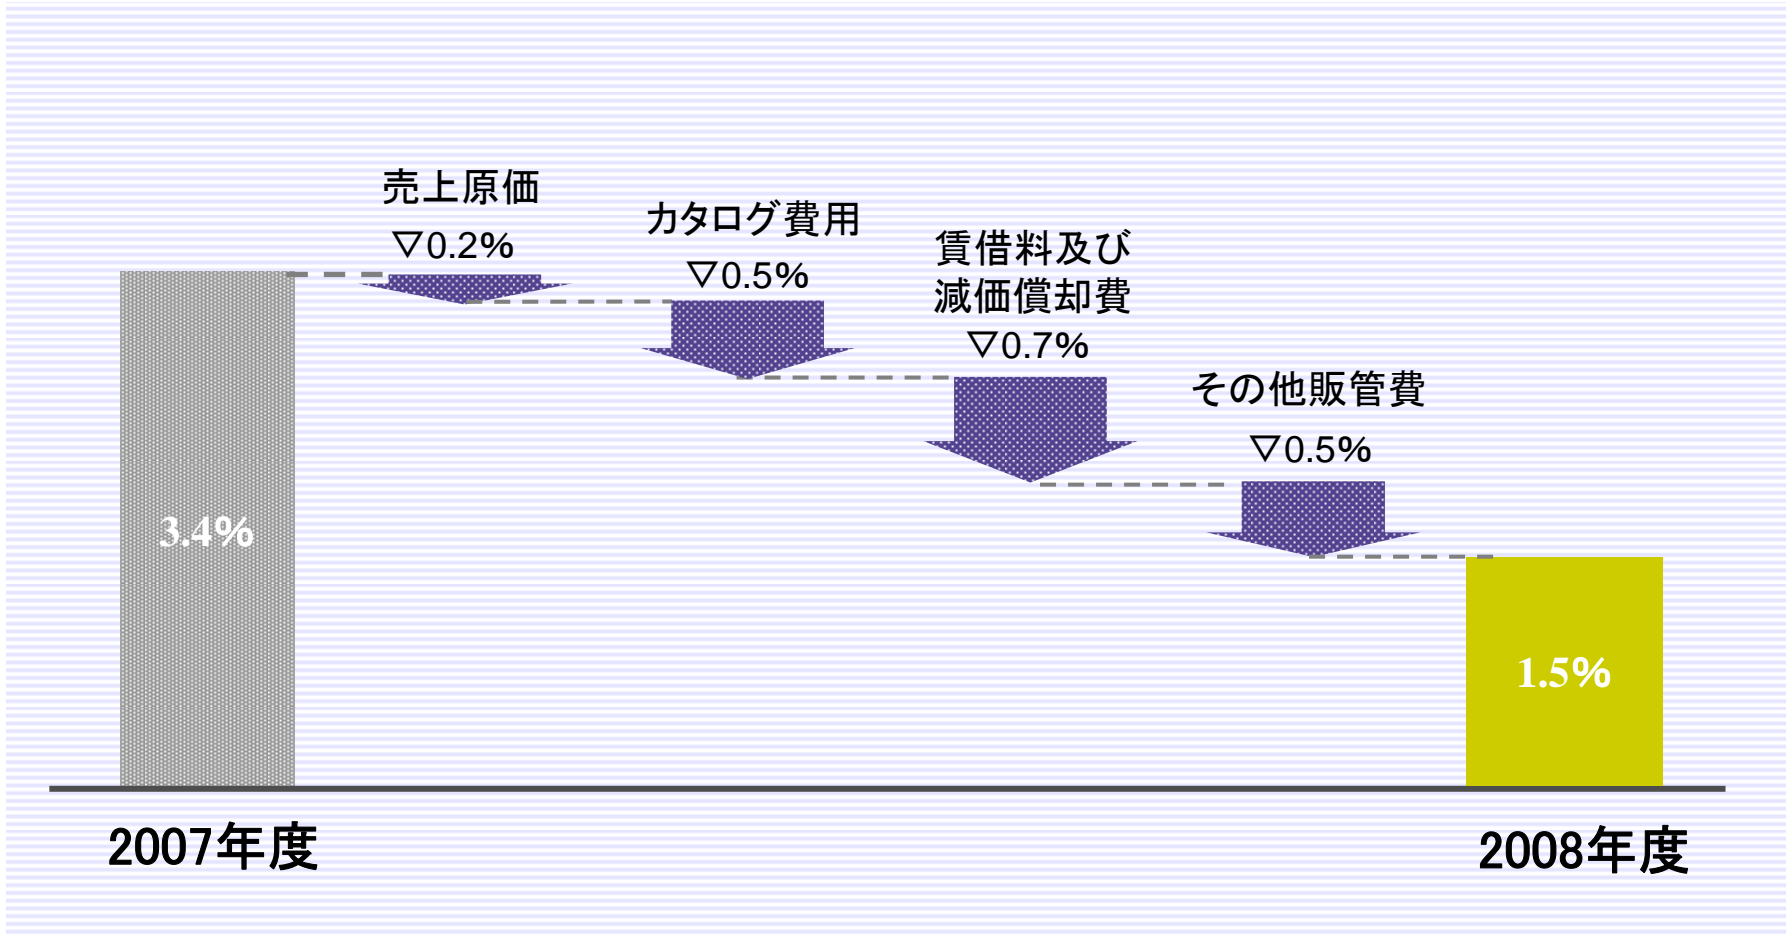 売上原価
▽0.2%
カタログ費用
▽0.5%
賃借料及び
減価償却費
▽0.7%
その他販管費
▽0.5%
3.4%
1.5%
2007年度
2008年度